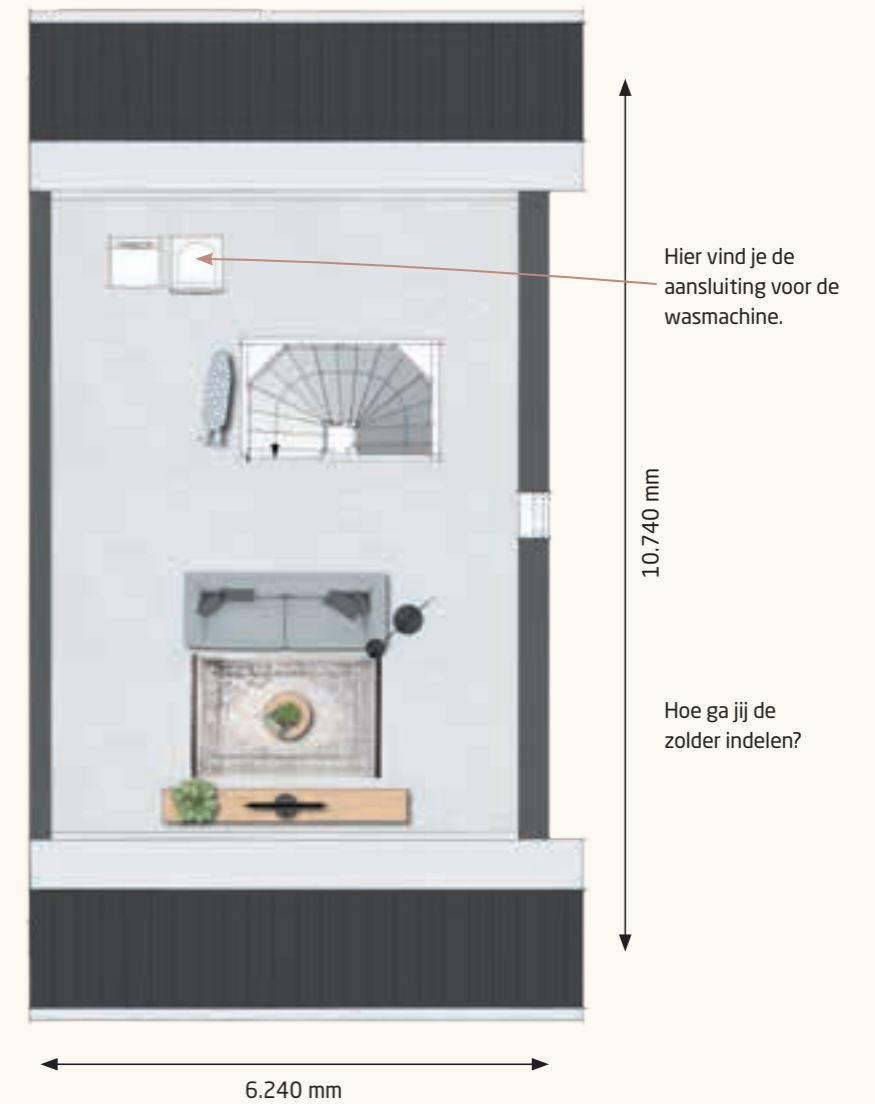 Hier vind je de
aansluiting voor de
wasmachine.
10.740 mm
Hoe ga jij de
zolder indelen?
6.240 mm